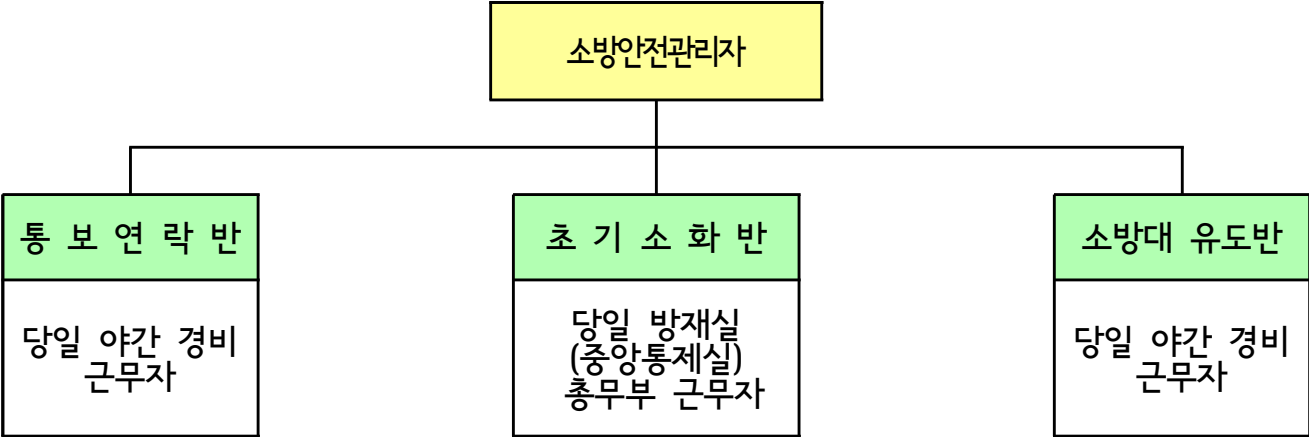 소방안전관리자
통 보 연 락 반
당일 야간 경비
근무자
초 기 소 화 반
당일 방재실
(중앙통제실)
총무부 근무자
소방대 유도반
당일 야간 경비
근무자